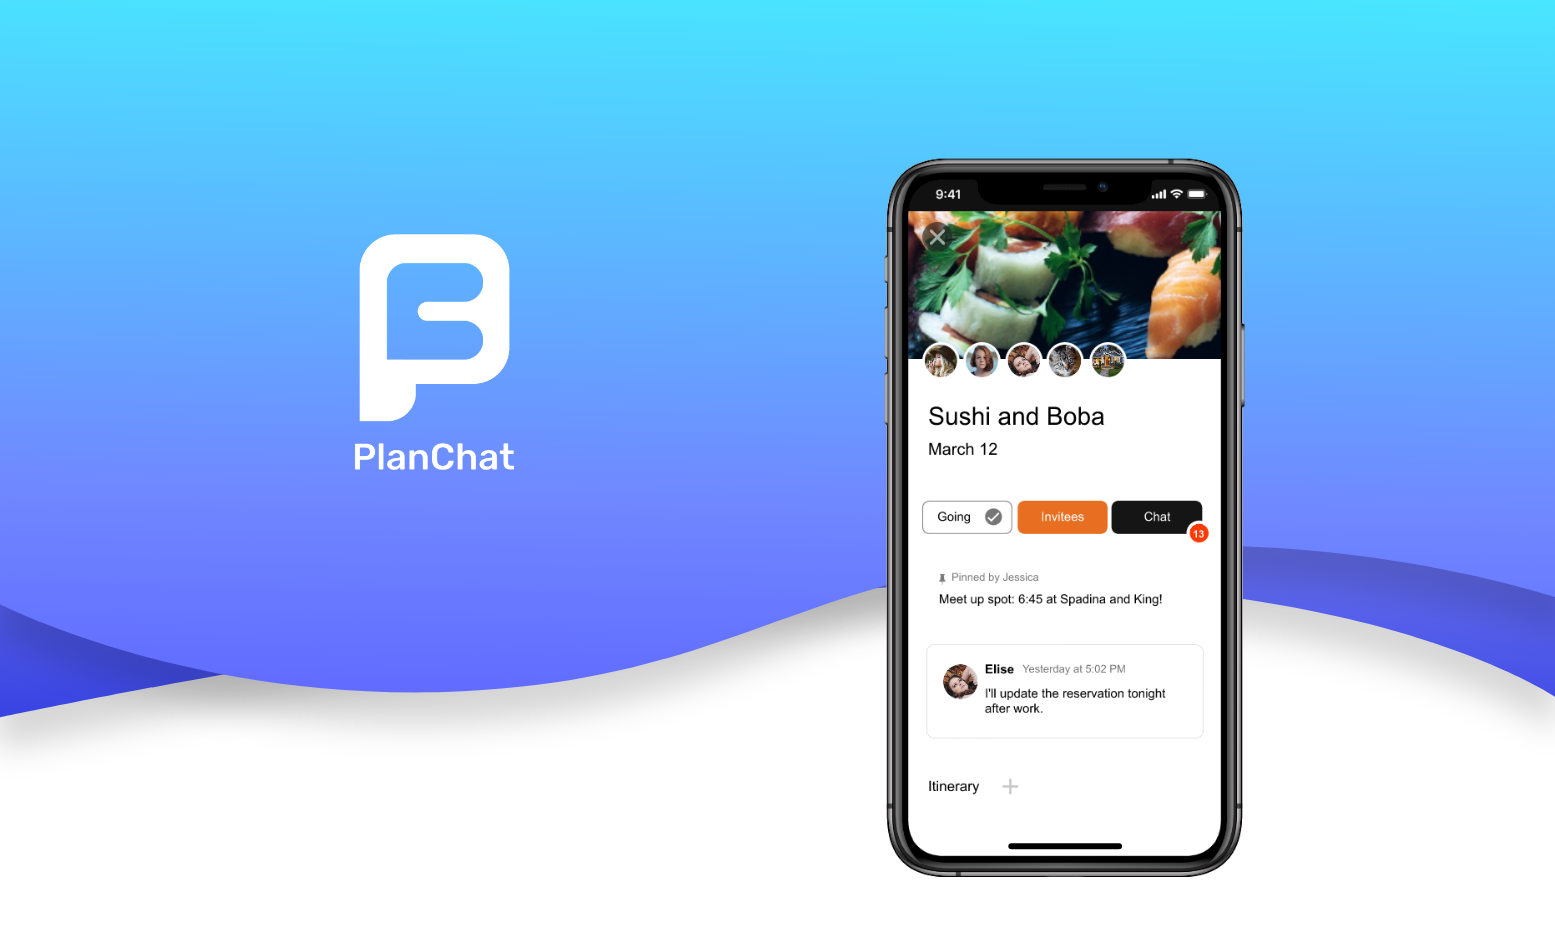 PlanChat
9:41
Sushi and Boba
March 12
Going
Invitees
Chat
13
Pinned by Jessica
Meet up spot: 6:45 at Spadina and King!
Elise Yesterday at 5:02 PM
I'll update the reservation tonight
after work.
Itinerary